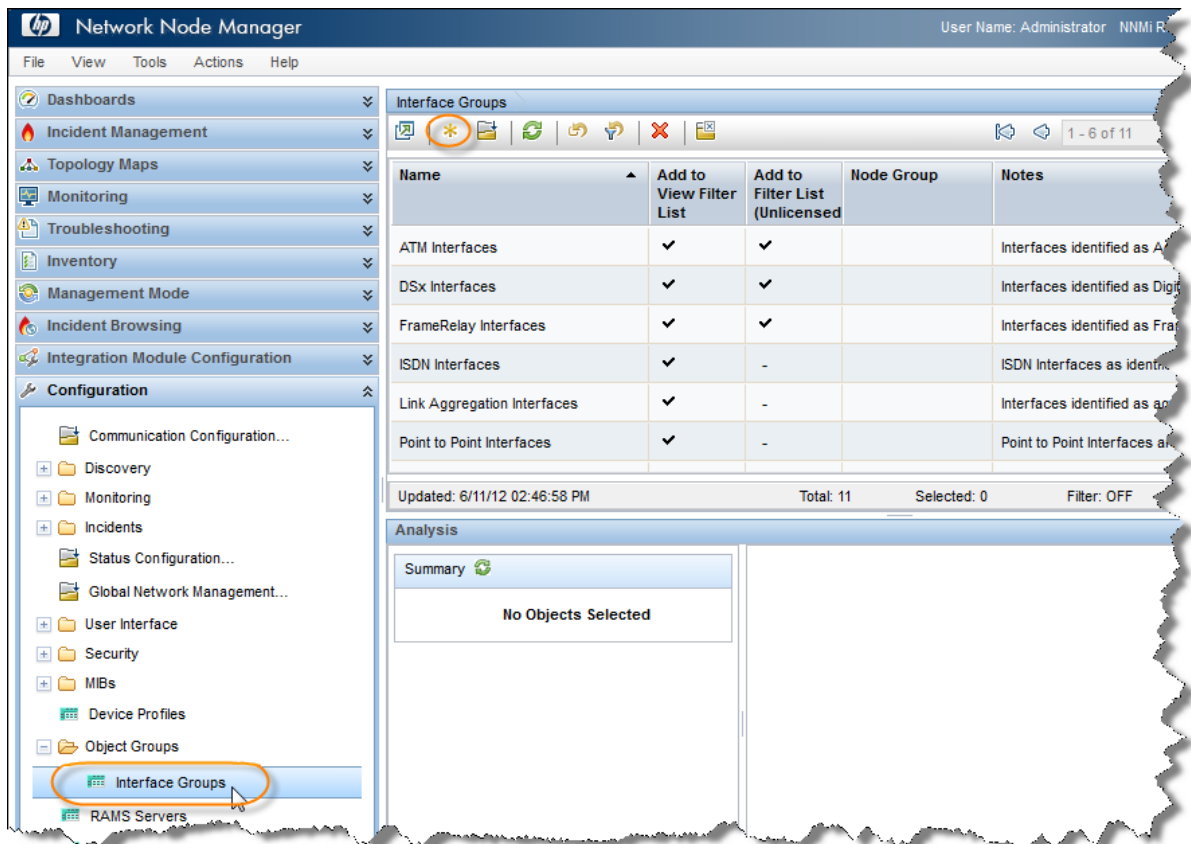 hp Network Node Manager
User Name: Administrator NNMi
File View Tools Actions Help
Dashboards
Incident Management
Topology Maps
Monitoring
Troubleshooting
Inventory
Management Mode
Incident Browsing
Integration Module Configuration
Configuration
Communication Configuration...
Discovery
Monitoring
Incidents
Status Configuration...
Global Network Management...
User Interface
Security
MIBs
Device Profiles
Object Groups
Interface Groups
RAMS Servers
Interface Groups
1 - 6 of 11
Name Add to View Filter List Add to Filter List (Unlicensed Node Group Notes
ATM Interfaces ✔ ✔ Interfaces identified as
DSx Interfaces ✔ ✔ Interfaces identified as Digi
FrameRelay Interfaces ✔ ✔ Interfaces identified as Fra
ISDN Interfaces ✔ - ISDN Interfaces as
Link Aggregation Interfaces ✔ - Interfaces identified as
Point to Point Interfaces ✔ - Point to Point Interfaces
Updated: 6/11/12 02:46:58 PM Total: 11 Selected: 0 Filter: OFF
Analysis
Summary
No Objects Selected